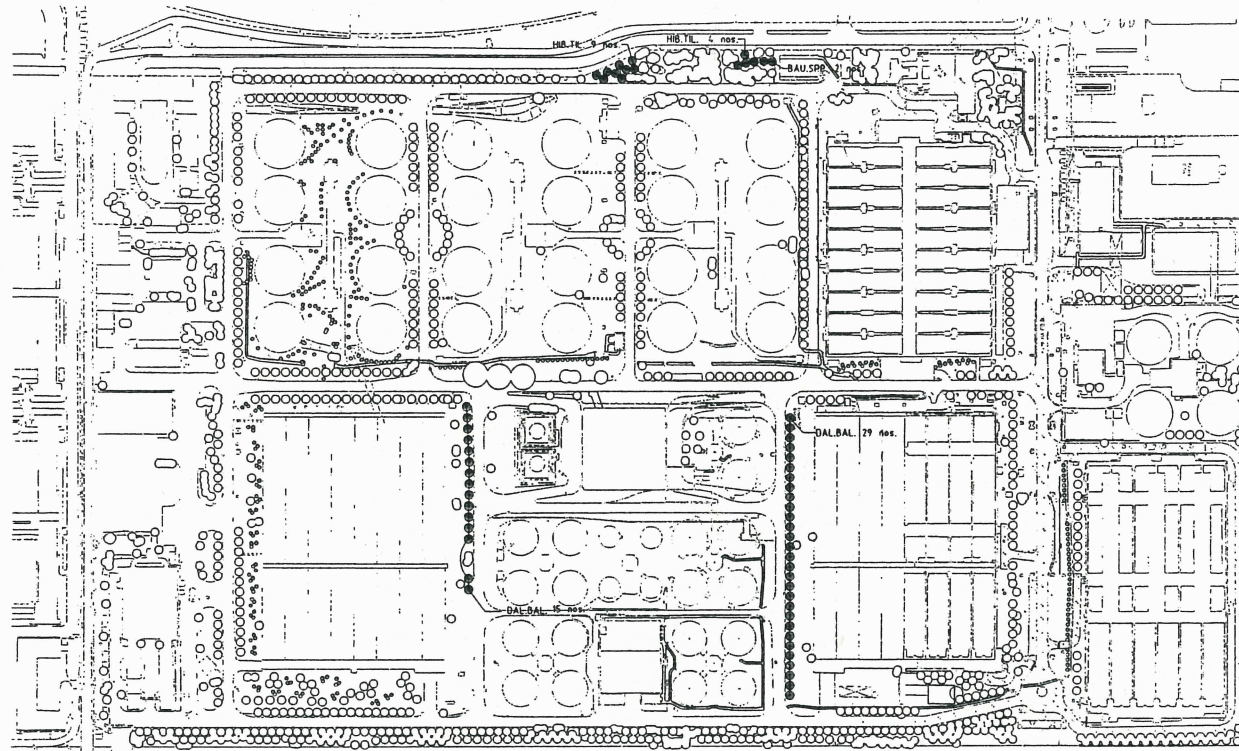 HIB.TIL. 9 nos.
HIB.TIL. 4 nos.
BAU.SPP.
DAL.BAL. 29 nos.
DAL.BAL. 15 nos.